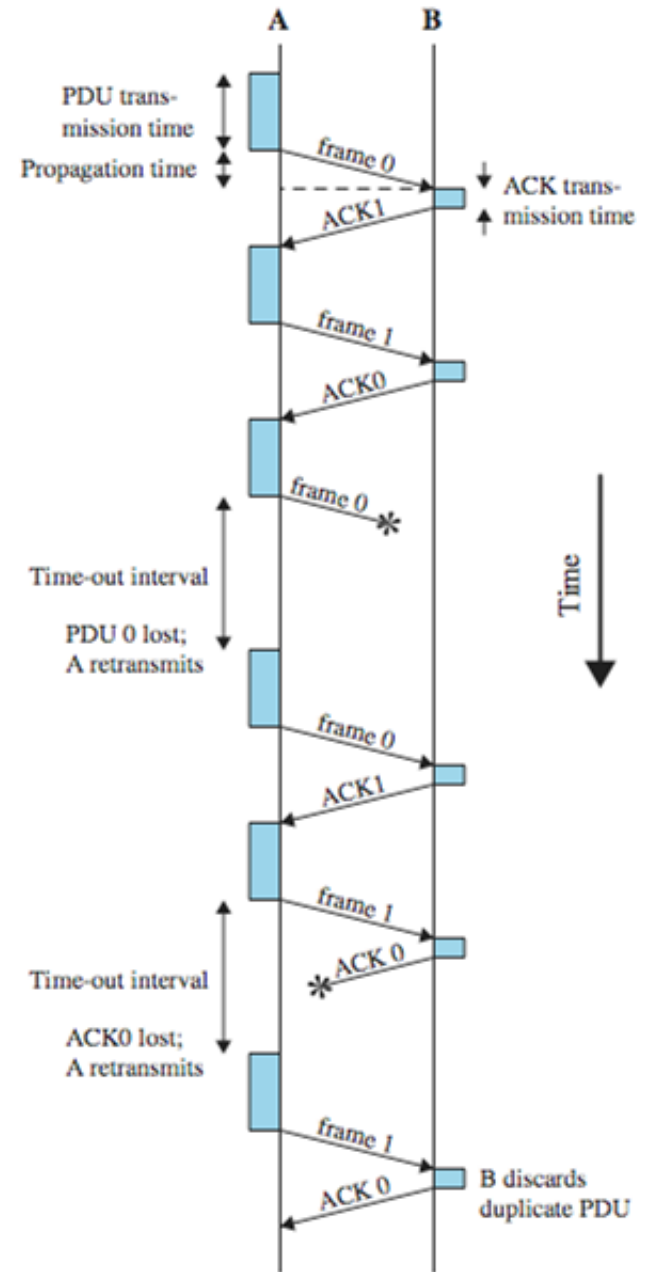 A
B
PDU trans-
mission time
Propagation time
frame 0
ACK trans-
mission time
ACK1
frame 1
ACK0
frame 0
Time-out interval
Time
PDU 0 lost;
A retransmits
frame 0
ACK1
frame 1
ACK 0
Time-out interval
ACK0 lost;
A retransmits
frame 1
ACK 0
B discards
duplicate PDU